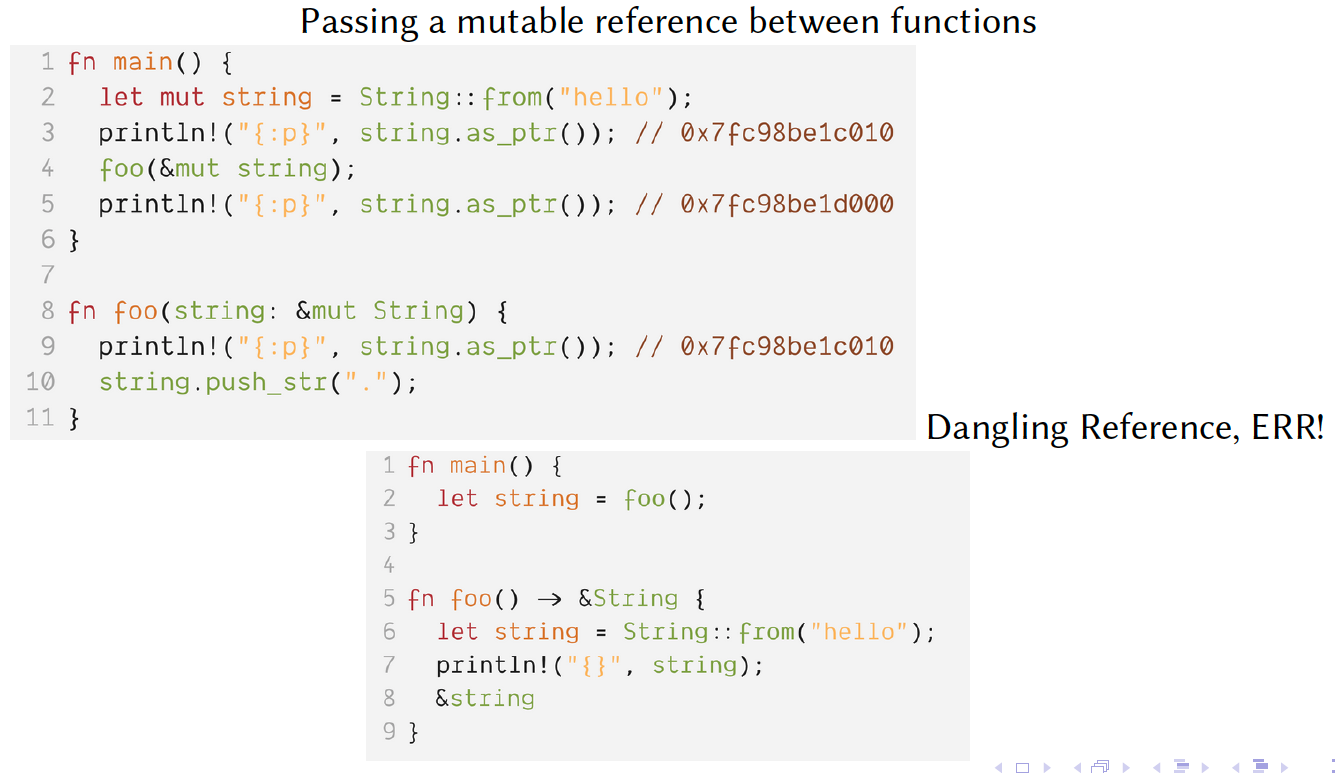 Passing a mutable reference between functions
1 fn main() {
2   let mut string = String::from("hello");
3   println!("{:p}", string.as_ptr()); // 0x7fc98be1c010
4   foo(&mut string);
5   println!("{:p}", string.as_ptr()); // 0x7fc98be1d000
6 }
7
8 fn foo(string: &mut String) {
9   println!("{:p}", string.as_ptr()); // 0x7fc98be1c010
10   string.push_str(".");
11 }
Dangling Reference, ERR!
1 fn main() {
2   let string = foo();
3 }
4
5 fn foo() → &String {
6   let string = String::from("hello");
7   println!("{}", string);
8   &string
9 }